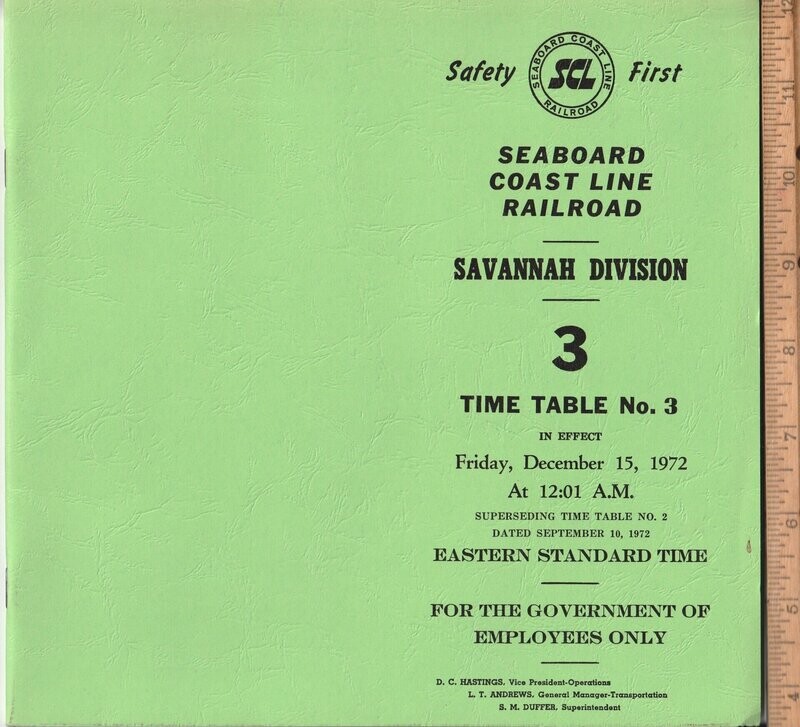 Safety First
SEABOARD COAST LINE RAILROAD
SCL
SEABOARD
COAST LINE
RAILROAD
SAVANNAH DIVISION
3
TIME TABLE No. 3
IN EFFECT
Friday, December 15, 1972
At 12:01 A.M.
SUPERSEDING TIME TABLE NO. 2
DATED SEPTEMBER 10, 1972
EASTERN STANDARD TIME
FOR THE GOVERNMENT OF
EMPLOYEES ONLY
D. C. HASTINGS, Vice President-Operations
L. T. ANDREWS, General Manager-Transportation
S. M. DUFFER, Superintendent
12
11
10
9
8
7
6
5
4